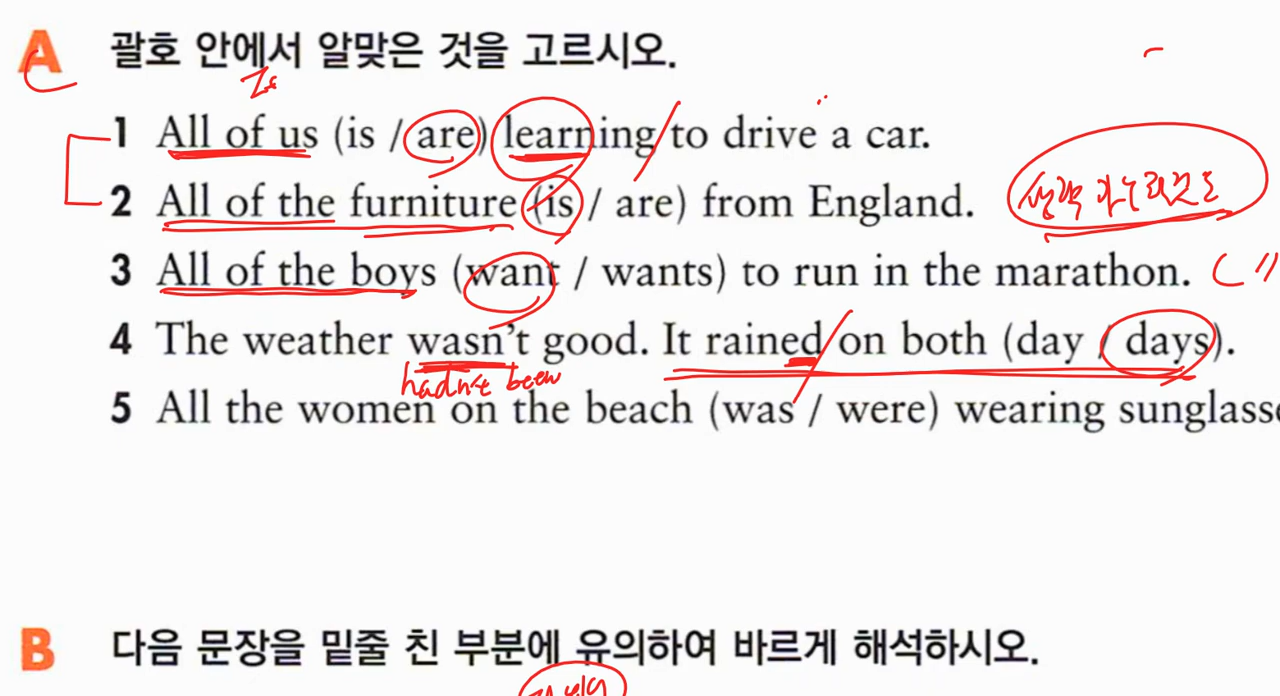 A 괄호 안에서 알맞은 것을 고르시오.
1 All of us (is / are) learning to drive a car.
2 All of the furniture (is / are) from England.
3 All of the boys (want / wants) to run in the marathon.
4 The weather wasn't good. It rained on both (day / days).
hadn't been
5 All the women on the beach (was / were) wearing
B 다음 문장을 밑줄 친 부분에 유의하여 바르게 해석하시오.